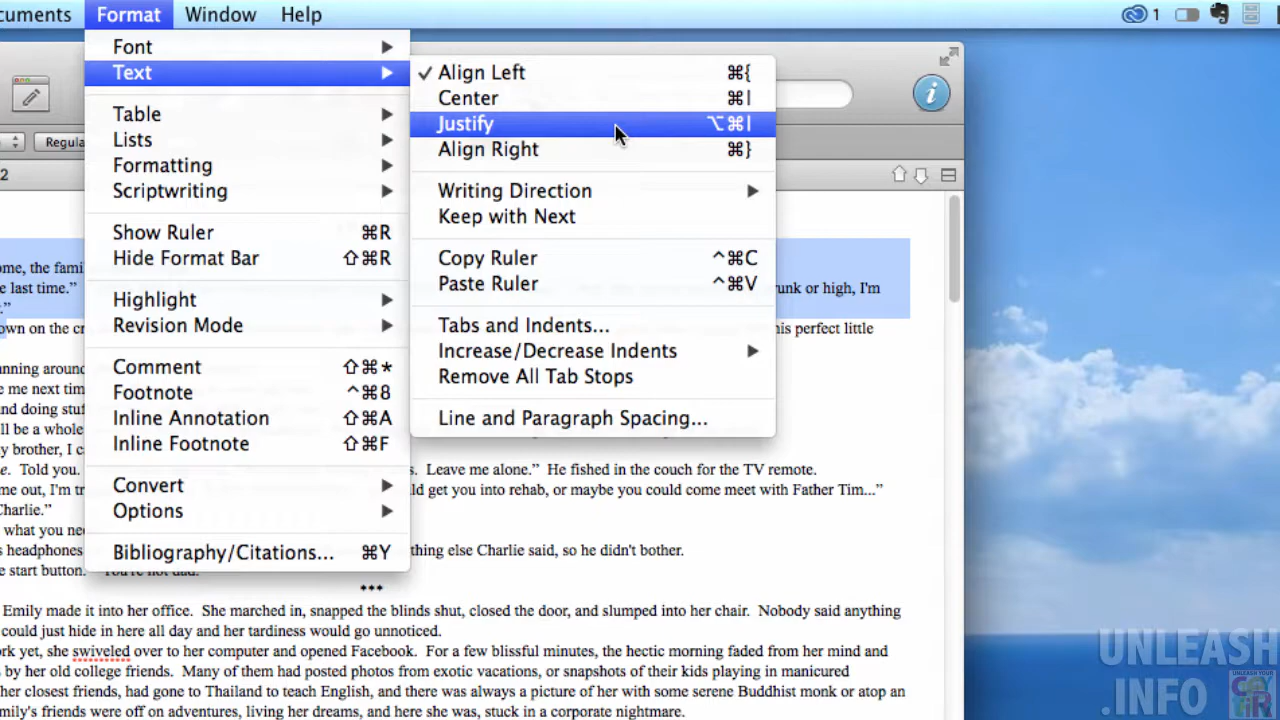 cuments Format Window Help 1
Font
Text
Table
Lists
Formatting
Scriptwriting
Show Ruler ⌘R
Hide Format Bar ⇧⌘R
Highlight
Revision Mode
Comment ⇧⌘*
Footnote ^⌘8
Inline Annotation ⇧⌘A
Inline Footnote ⇧⌘F
Convert
Options
Bibliography/Citations... ⌘Y
✓ Align Left ⌘{
Center ⌘|
Justify ⌥⌘|
Align Right ⌘}
Writing Direction
Keep with Next
Copy Ruler ^⌘C
Paste Ruler ^⌘V
Tabs and Indents...
Increase/Decrease Indents
Remove All Tab Stops
Line and Paragraph Spacing...
Regula
2
i
ome, the famil
e last time.” runk or high, I'm
.”
own on the cr his perfect little
anning around
e me next tim
and doing stuf
ll be a whole
y brother, I c
e. Told you. s. Leave me alone.” He fished in the couch for the TV remote.
me out, I'm tr ld get you into rehab, or maybe you could come meet with Father Tim...”
Charlie.”
what you nee
s headphones thing else Charlie said, so he didn't bother.
e start button. “You're not dad.”
***
Emily made it into her office. She marched in, snapped the blinds shut, closed the door, and slumped into her chair. Nobody said anything
could just hide in here all day and her tardiness would go unnoticed.
ork yet, she swiveled over to her computer and opened Facebook. For a few blissful minutes, the hectic morning faded from her mind and
s by her old college friends. Many of them had posted photos from exotic vacations, or snapshots of their kids playing in manicured
her closest friends, had gone to Thailand to teach English, and there was always a picture of her with some serene Buddhist monk or atop an
mily's friends were off on adventures, living her dreams, and here she was, stuck in a corporate nightmare.
UNLEASH
.INFO